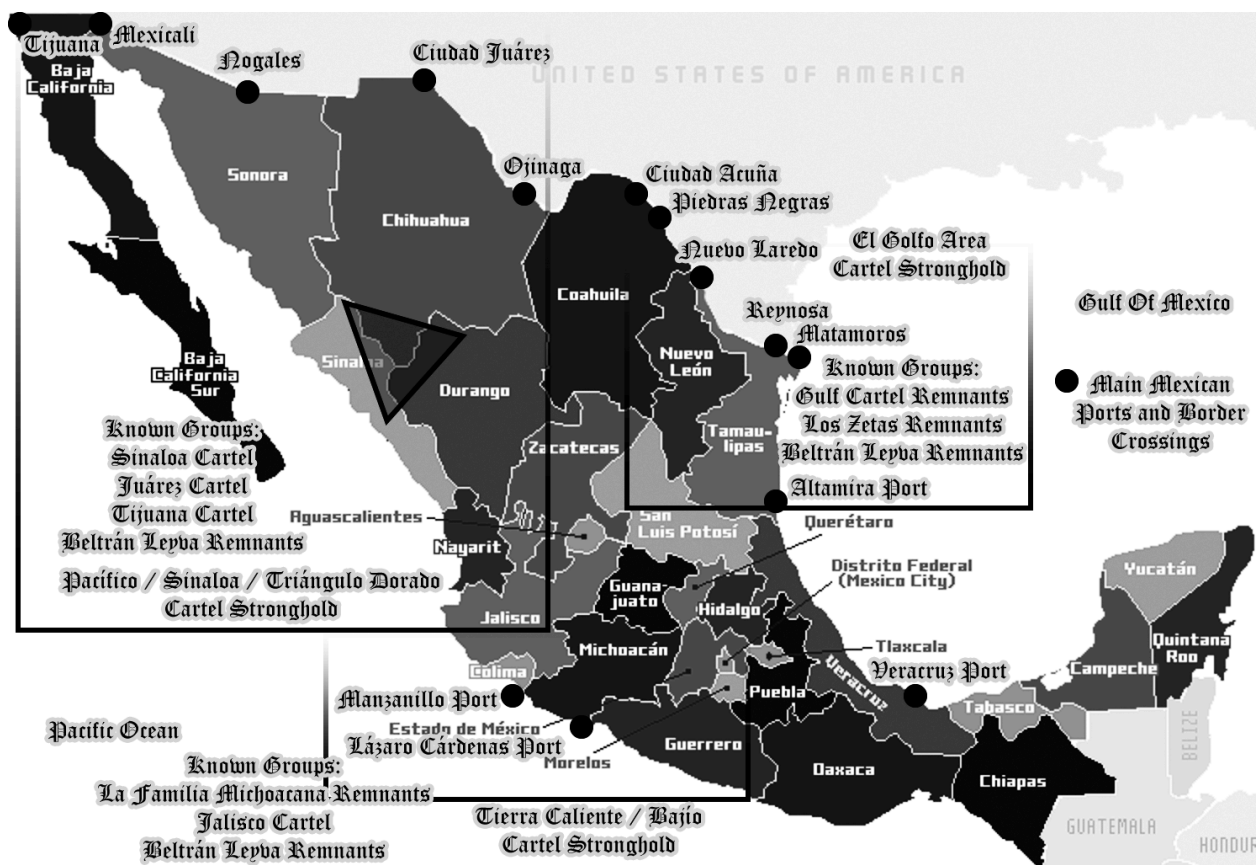 Tijuana
Mexicali
Baja
California
Nogales
Ciudad Juárez
UNITED STATES OF AMERICA
Sonora
Chihuahua
Ojinaga
Ciudad Acuña
Piedras Negras
Nuevo Laredo
El Golfo Area
Cartel Stronghold
Coahuila
Gulf Of Mexico
Reynosa
Matamoros
Nuevo
León
Sinaloa
Durango
Baja
California
Sur
Known Groups:
Gulf Cartel Remnants
Los Zetas Remnants
Beltrán Leyva Remnants
Main Mexican
Ports and Border
Crossings
Known Groups:
Sinaloa Cartel
Juárez Cartel
Tijuana Cartel
Beltrán Leyva Remnants
Zacatecas
Tamau-
lipas
Altamira Port
Aguascalientes
San
Luis Potosí
Querétaro
Nayarit
Pacífico / Sinaloa / Triángulo Dorado
Cartel Stronghold
Distrito Federal
(Mexico City)
Guana-
juato
Hidalgo
Yucatán
Jalisco
Michoacán
Tlaxcala
Quintana
Roo
Colima
Puebla
Veracruz
Veracruz Port
Campeche
Manzanillo Port
Tabasco
Pacific Ocean
Estado de México
Lázaro Cárdenas Port
Morelos
Guerrero
Oaxaca
Chiapas
BELIZE
Known Groups:
La Familia Michoacana Remnants
Jalisco Cartel
Beltrán Leyva Remnants
Tierra Caliente / Bajío
Cartel Stronghold
GUATEMALA
HONDUR